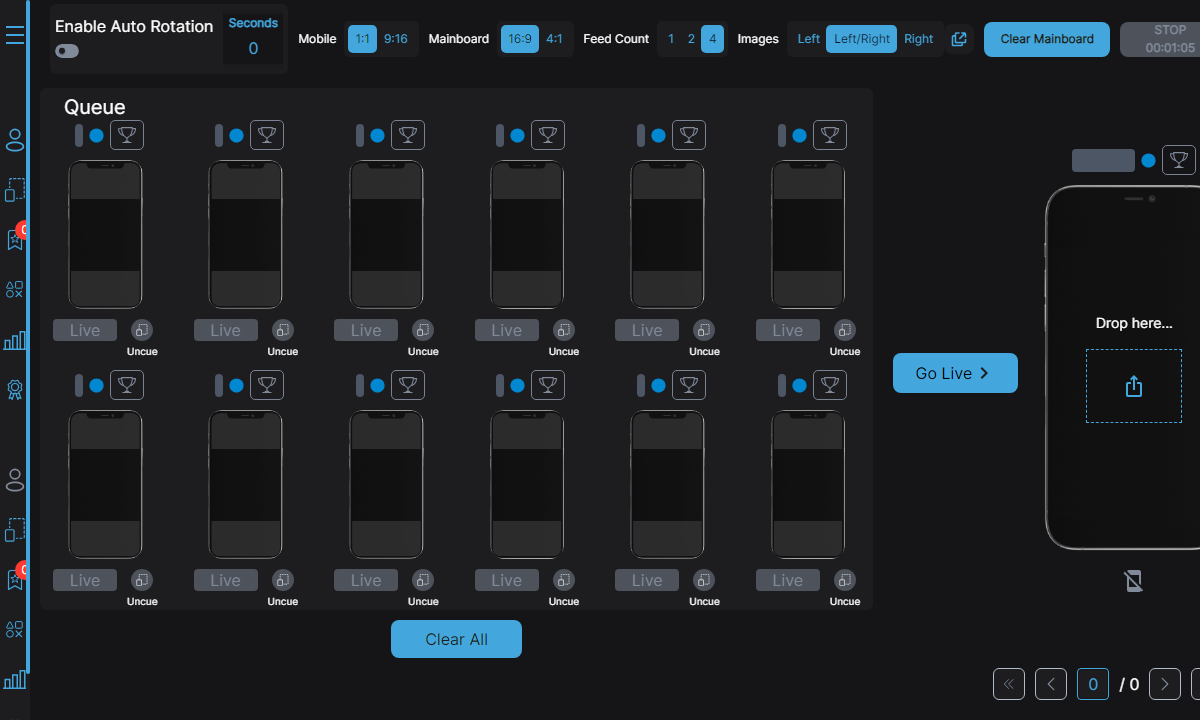 Enable Auto Rotation
Seconds
0
Mobile 1:1 9:16 Mainboard 16:9 4:1 Feed Count 1 2 4 Images Left Left/Right Right Clear Mainboard
STOP
00:01:05
Queue
Live Live Live Live Live Live
Uncue Uncue Uncue Uncue Uncue Uncue
Live Live Live Live Live Live
Uncue Uncue Uncue Uncue Uncue Uncue
Clear All
Go Live
Drop here...
0 / 0